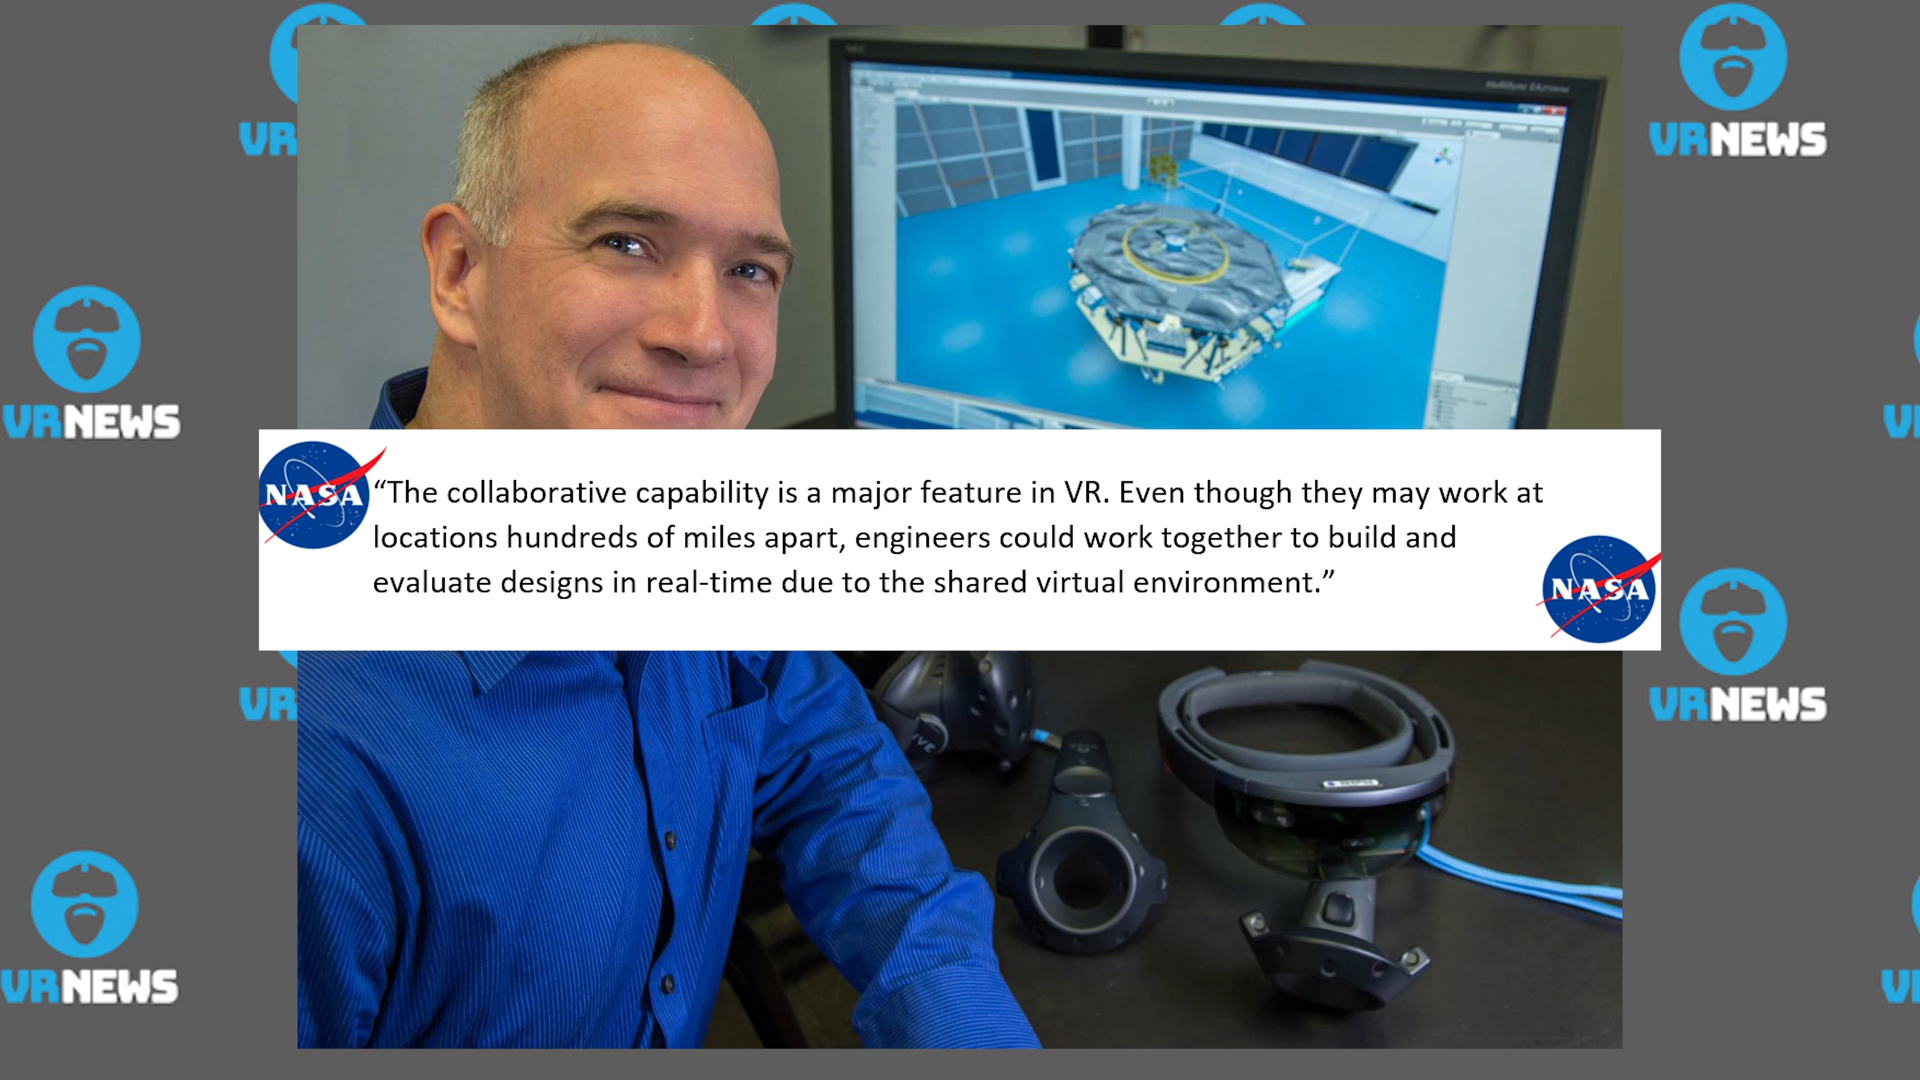 VRNEWS
VR
NEC
VRNEWS
NASA
“The collaborative capability is a major feature in VR. Even though they may work at
locations hundreds of miles apart, engineers could work together to build and
evaluate designs in real-time due to the shared virtual environment.”
NASA
VRNEWS
VR
VR
VRNEWS
VIVE
VRNEWS
VR